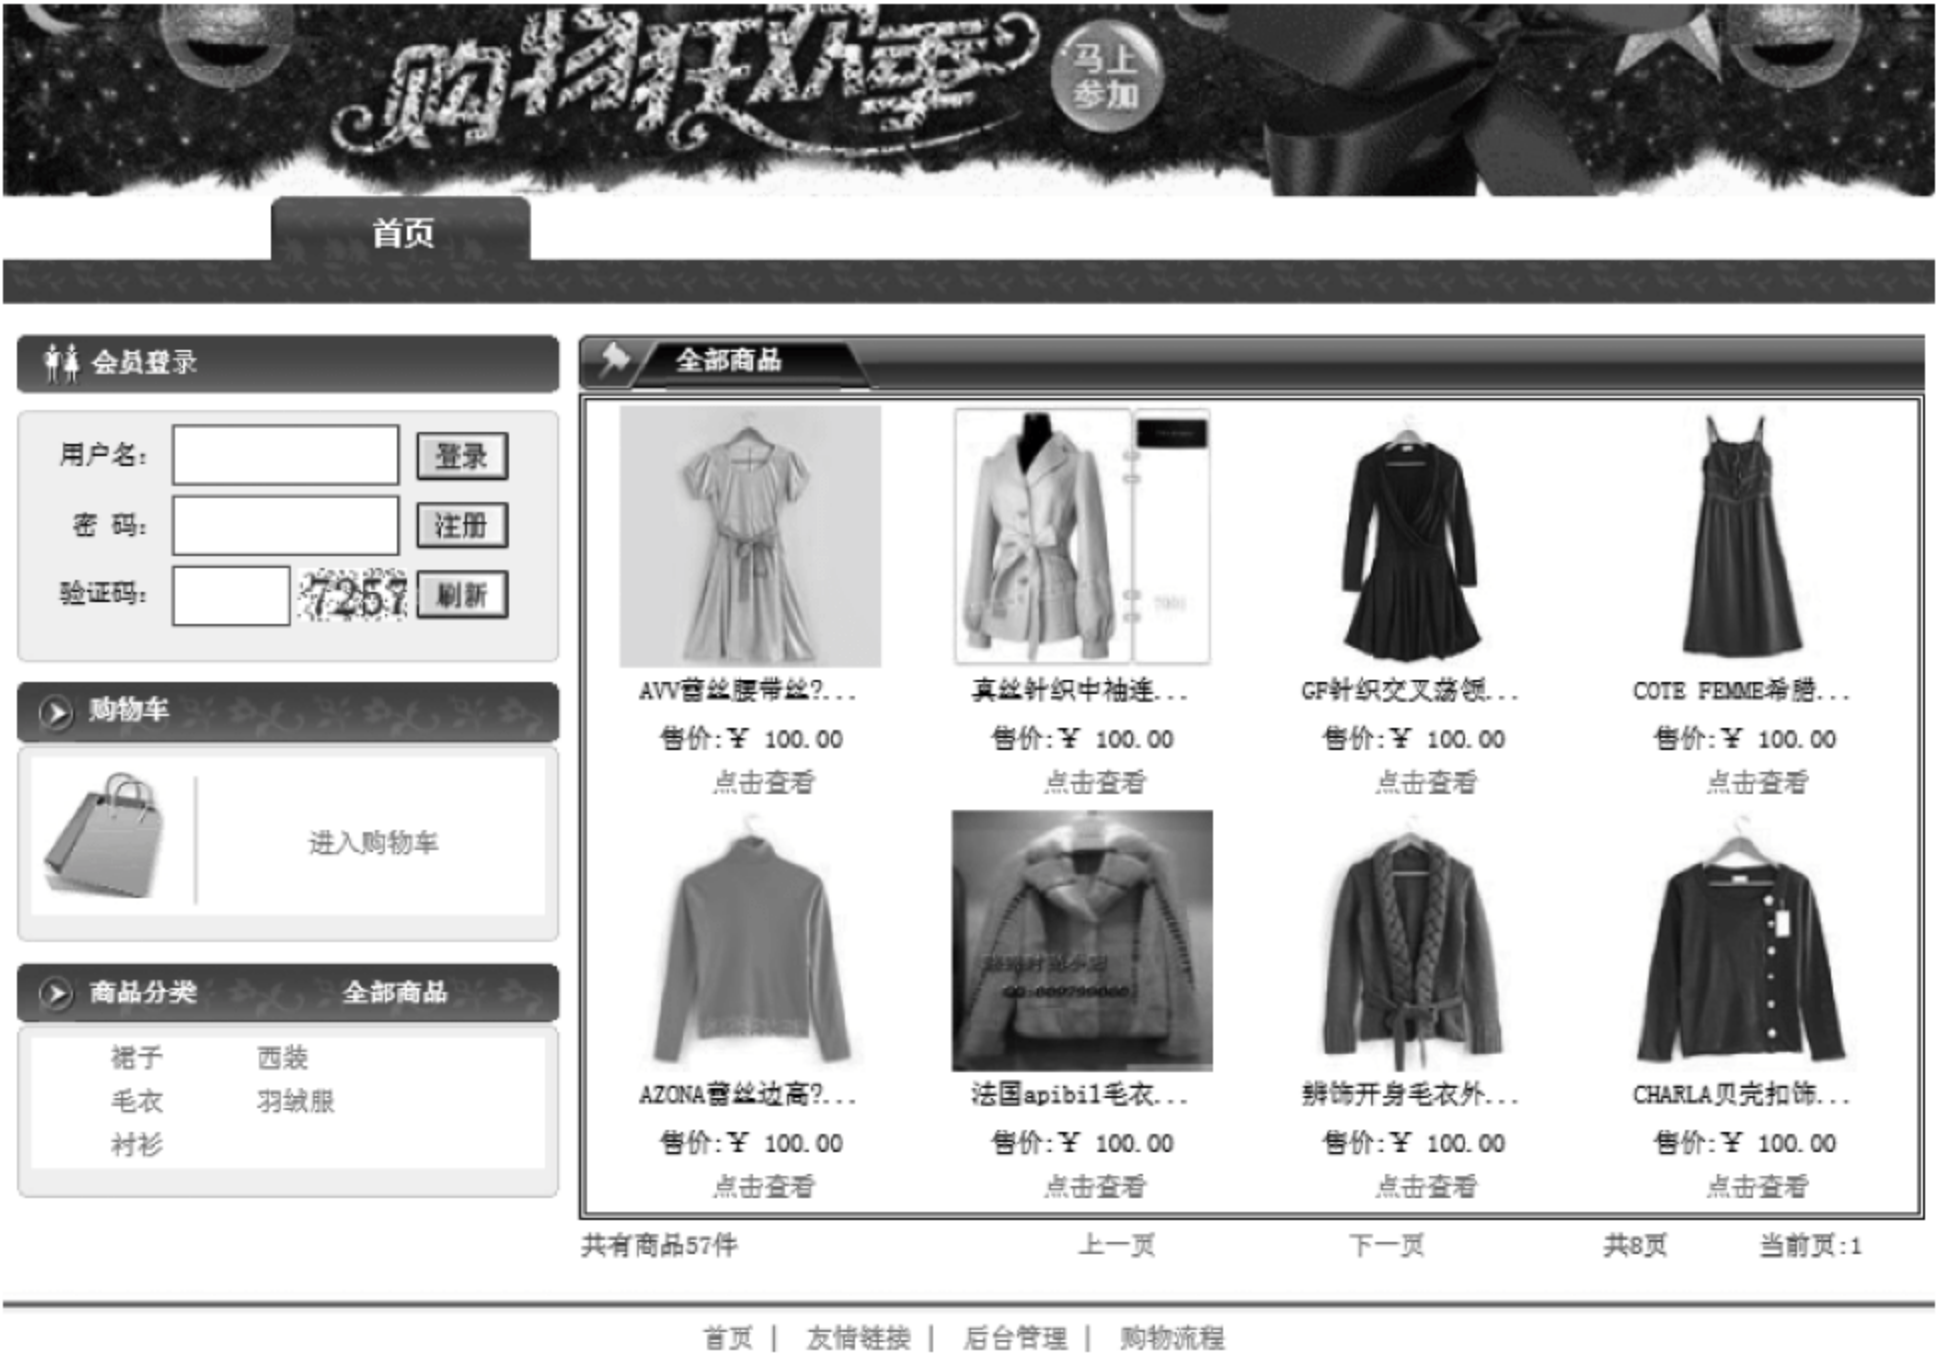 购物狂欢季
马上
参加
首页
会员登录
用户名:
登录
密 码:
注册
验证码:
7257
刷新
购物车
进入购物车
商品分类 全部商品
裙子 西装
毛衣 羽绒服
衬衫
全部商品
AVV蕾丝腰带丝?... 真丝针织中袖连... GF针织交叉荡领... COTE FEMME希腊...
售价:¥ 100.00 售价:¥ 100.00 售价:¥ 100.00 售价:¥ 100.00
点击查看 点击查看 点击查看 点击查看
AZONA蕾丝边高?... 法国apibil毛衣... 辫饰开身毛衣外... CHARLA贝壳扣饰...
售价:¥ 100.00 售价:¥ 100.00 售价:¥ 100.00 售价:¥ 100.00
点击查看 点击查看 点击查看 点击查看
共有商品57件 上一页 下一页 共8页 当前页:1
首页 | 友情链接 | 后台管理 | 购物流程